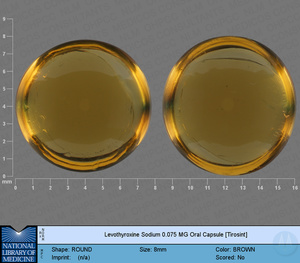 9
8
7
6
5
4
3
2
1
0
mm
0 1 2 3 4 5 6 7 8 9 10 11 12 13 14 15 16
Levothyroxine Sodium 0.075 MG Oral Capsule [Tirosint]
NATIONAL
LIBRARY OF
MEDICINE
Shape: ROUND Size: 8mm Color: BROWN
Imprint: (n/a) Scored: No